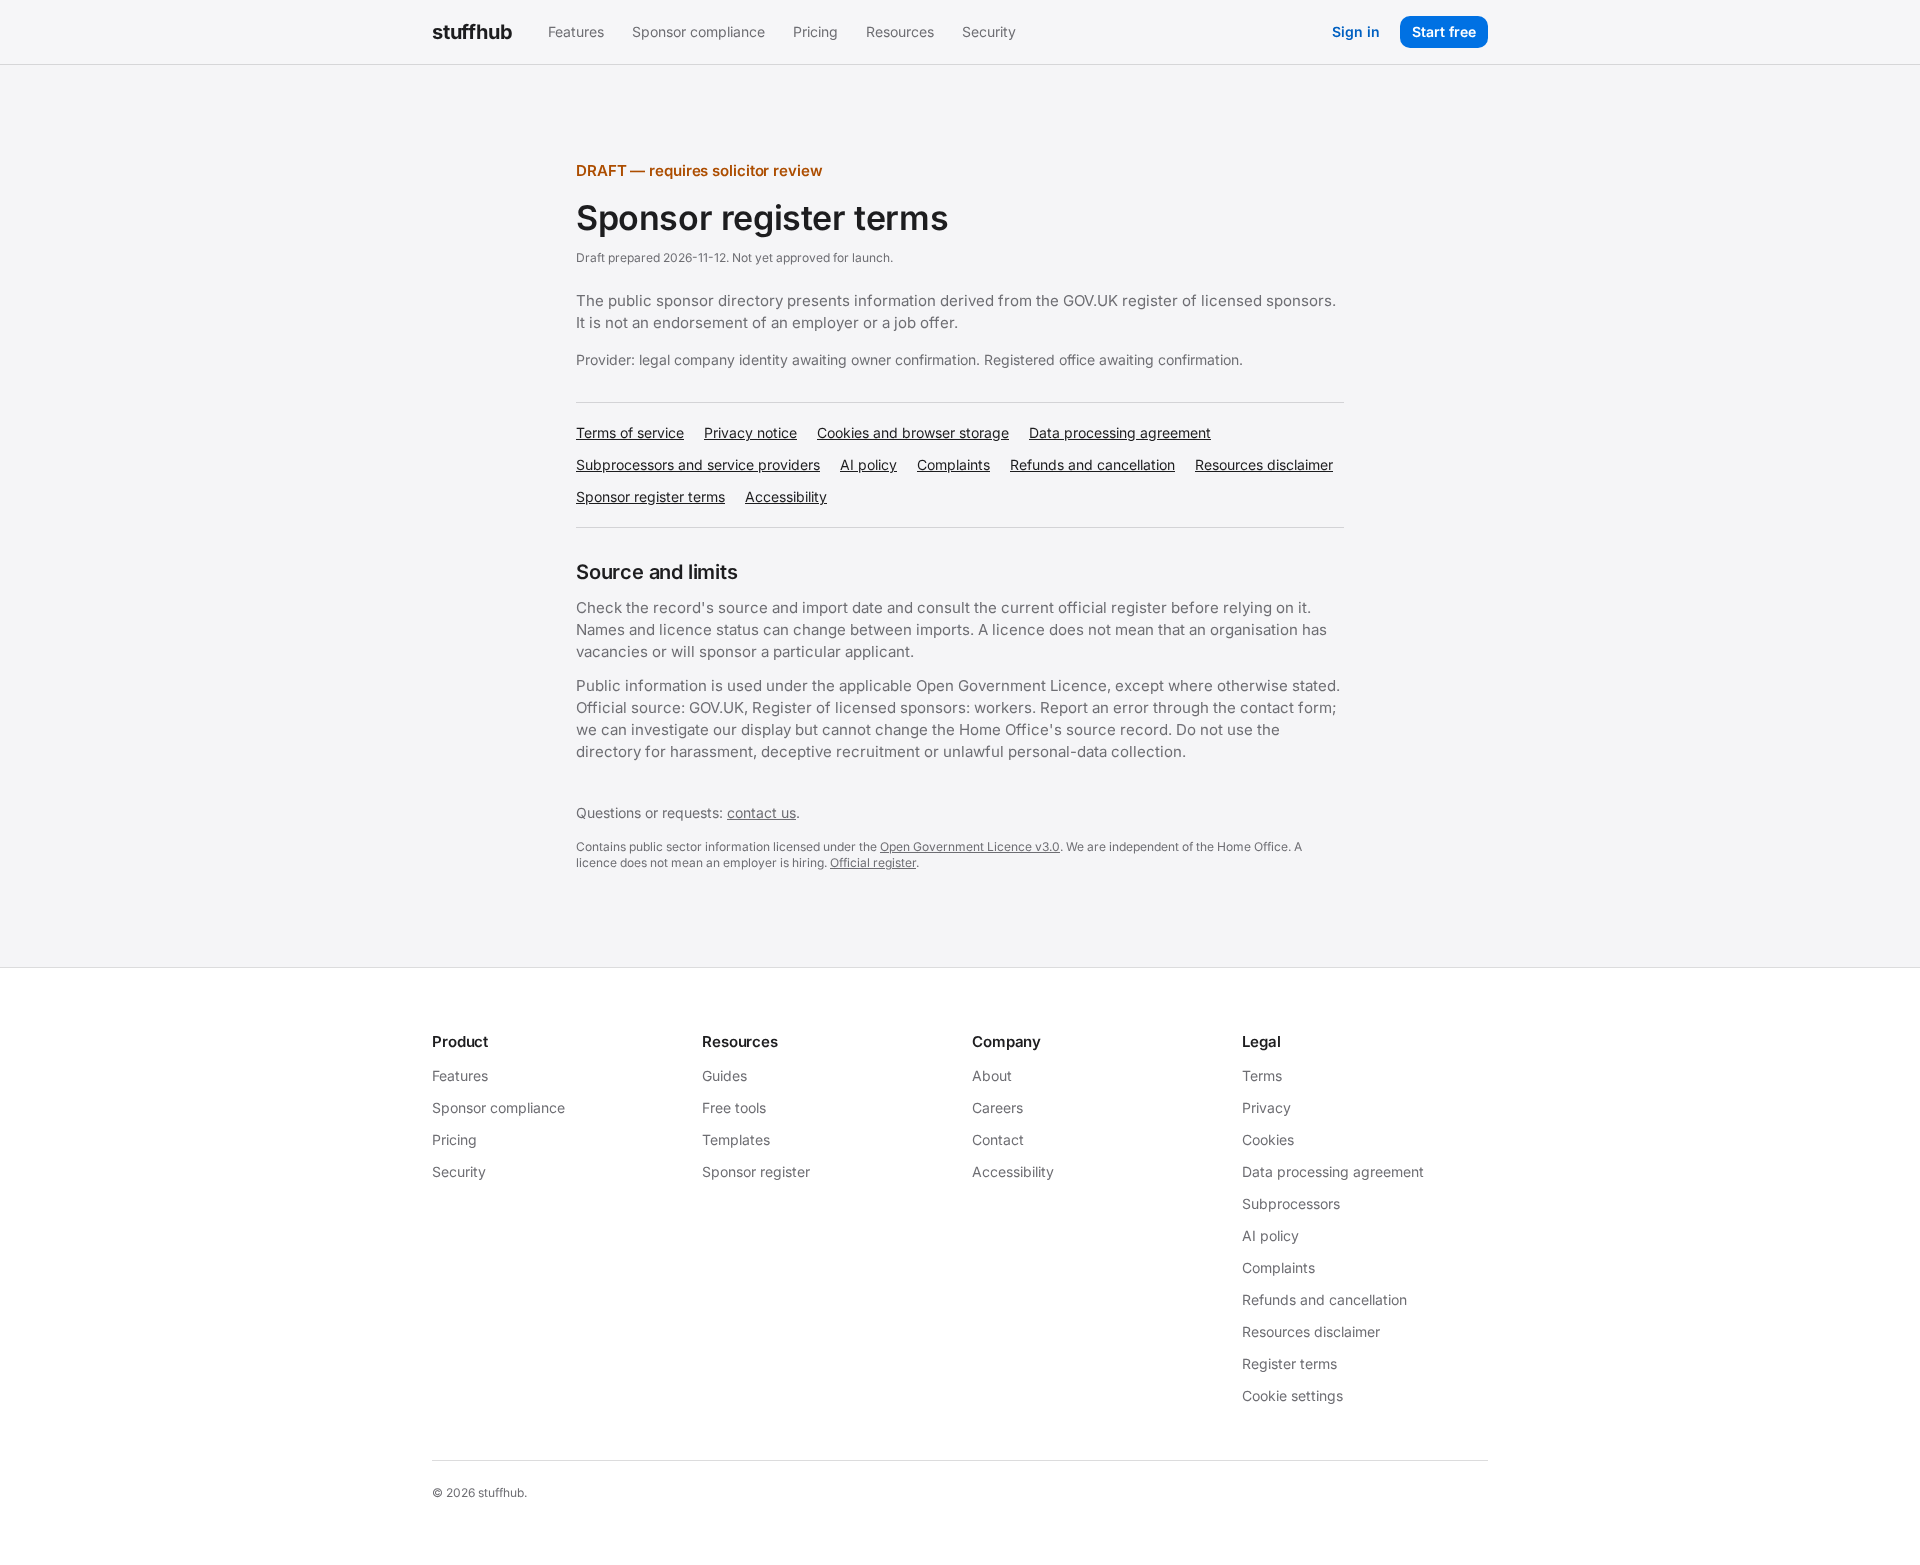 stuffhub Features Sponsor compliance Pricing Resources Security Sign in Start free
DRAFT — requires solicitor review
Sponsor register terms
Draft prepared 2026-11-12. Not yet approved for launch.
The public sponsor directory presents information derived from the GOV.UK register of licensed sponsors.
It is not an endorsement of an employer or a job offer.
Provider: legal company identity awaiting owner confirmation. Registered office awaiting confirmation.
Terms of service Privacy notice Cookies and browser storage Data processing agreement
Subprocessors and service providers AI policy Complaints Refunds and cancellation Resources disclaimer
Sponsor register terms Accessibility
Source and limits
Check the record's source and import date and consult the current official register before relying on it.
Names and licence status can change between imports. A licence does not mean that an organisation has
vacancies or will sponsor a particular applicant.
Public information is used under the applicable Open Government Licence, except where otherwise stated.
Official source: GOV.UK, Register of licensed sponsors: workers. Report an error through the contact form;
we can investigate our display but cannot change the Home Office's source record. Do not use the
directory for harassment, deceptive recruitment or unlawful personal-data collection.
Questions or requests: contact us.
Contains public sector information licensed under the Open Government Licence v3.0. We are independent of the Home Office. A
licence does not mean an employer is hiring. Official register.
Product
Features
Sponsor compliance
Pricing
Security
Resources
Guides
Free tools
Templates
Sponsor register
Company
About
Careers
Contact
Accessibility
Legal
Terms
Privacy
Cookies
Data processing agreement
Subprocessors
AI policy
Complaints
Refunds and cancellation
Resources disclaimer
Register terms
Cookie settings
© 2026 stuffhub.